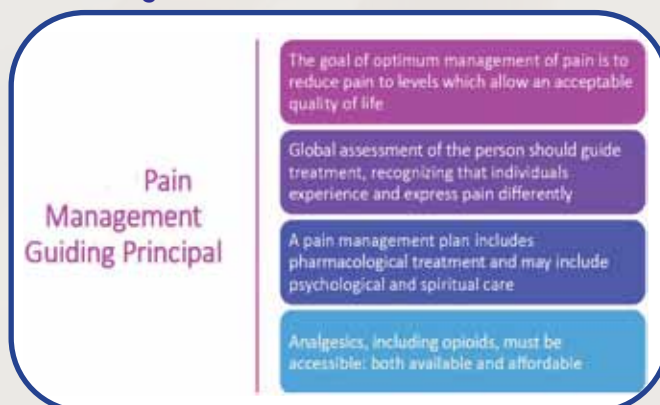 Pain
Management
Guiding Principal
The goal of optimum management of pain is to
reduce pain to levels which allow an acceptable
quality of life
Global assessment of the person should guide
treatment, recognizing that individuals
experience and express pain differently
A pain management plan includes
pharmacological treatment and may include
psychological and spiritual care
Analgesics, including opioids, must be
accessible: both available and affordable